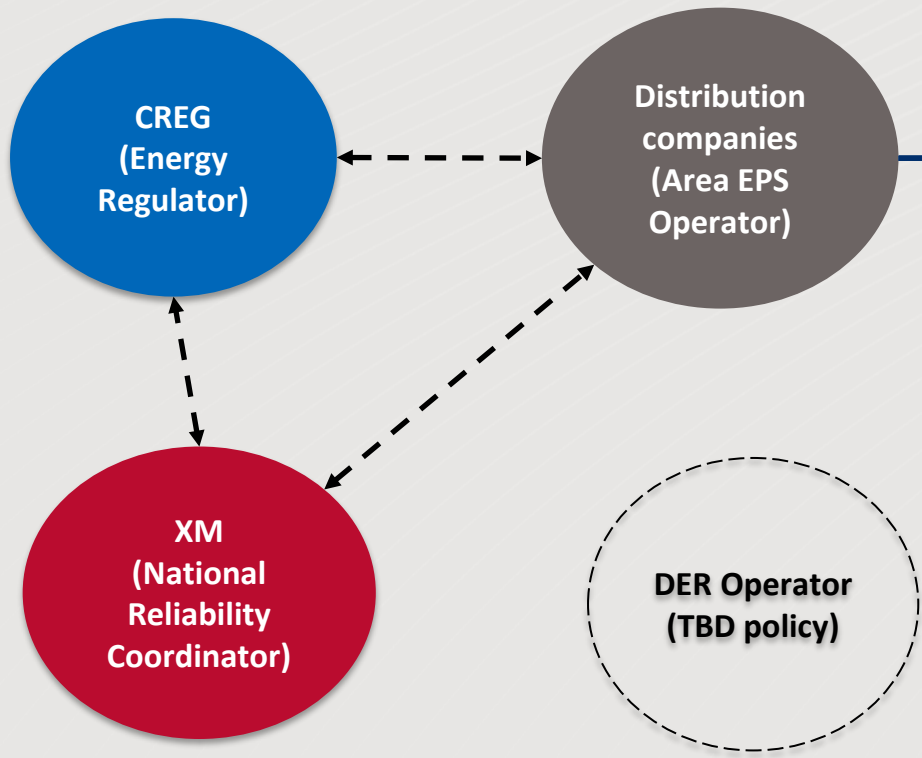 CREG
(Energy
Regulator)
Distribution
companies
(Area EPS
Operator)
XM
(National
Reliability
Coordinator)
DER Operator
(TBD policy)